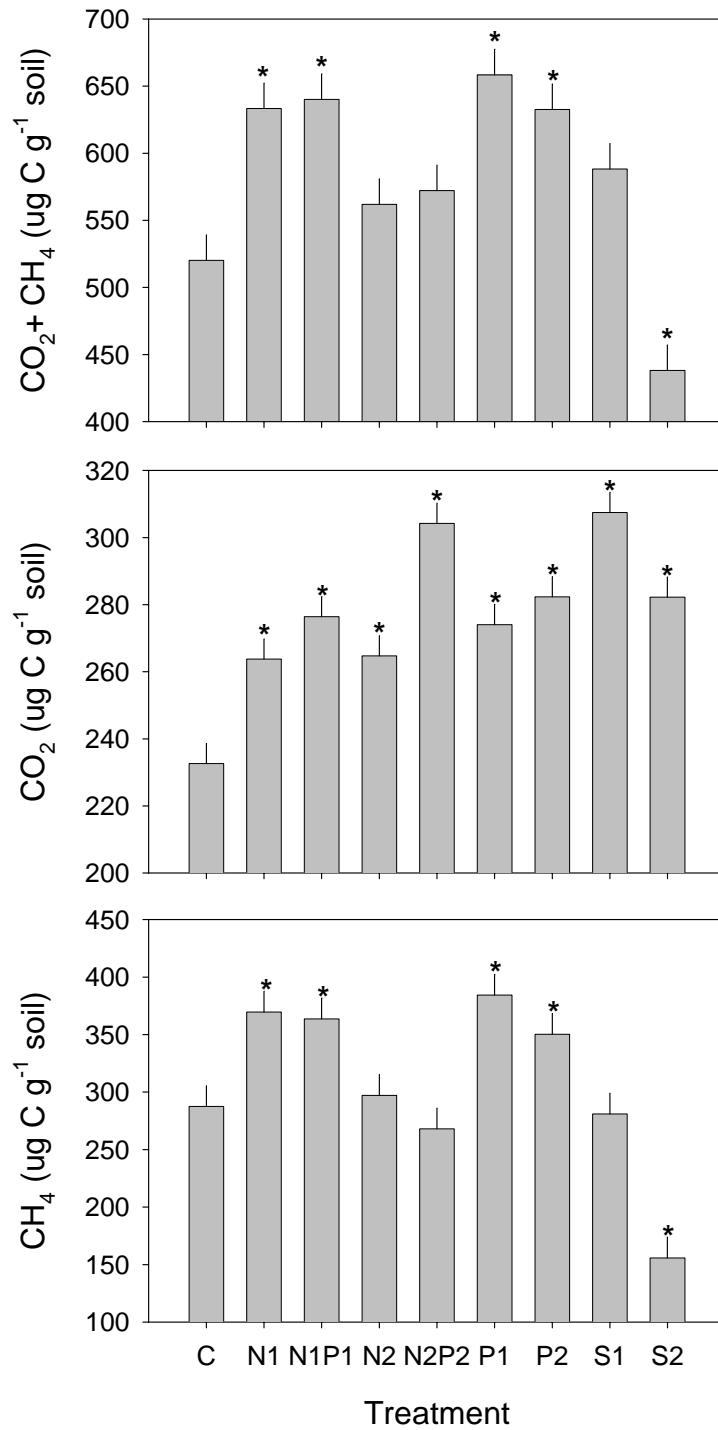 CO₂+ CH₄ (ug C g⁻¹ soil)
700
650
600
550
500
450
400
* * * * *
CO₂ (ug C g⁻¹ soil)
320
300
280
260
240
220
200
* * * * * * * *
CH₄ (ug C g⁻¹ soil)
450
400
350
300
250
200
150
100
* * * * *
C N1 N1P1 N2 N2P2 P1 P2 S1 S2
Treatment